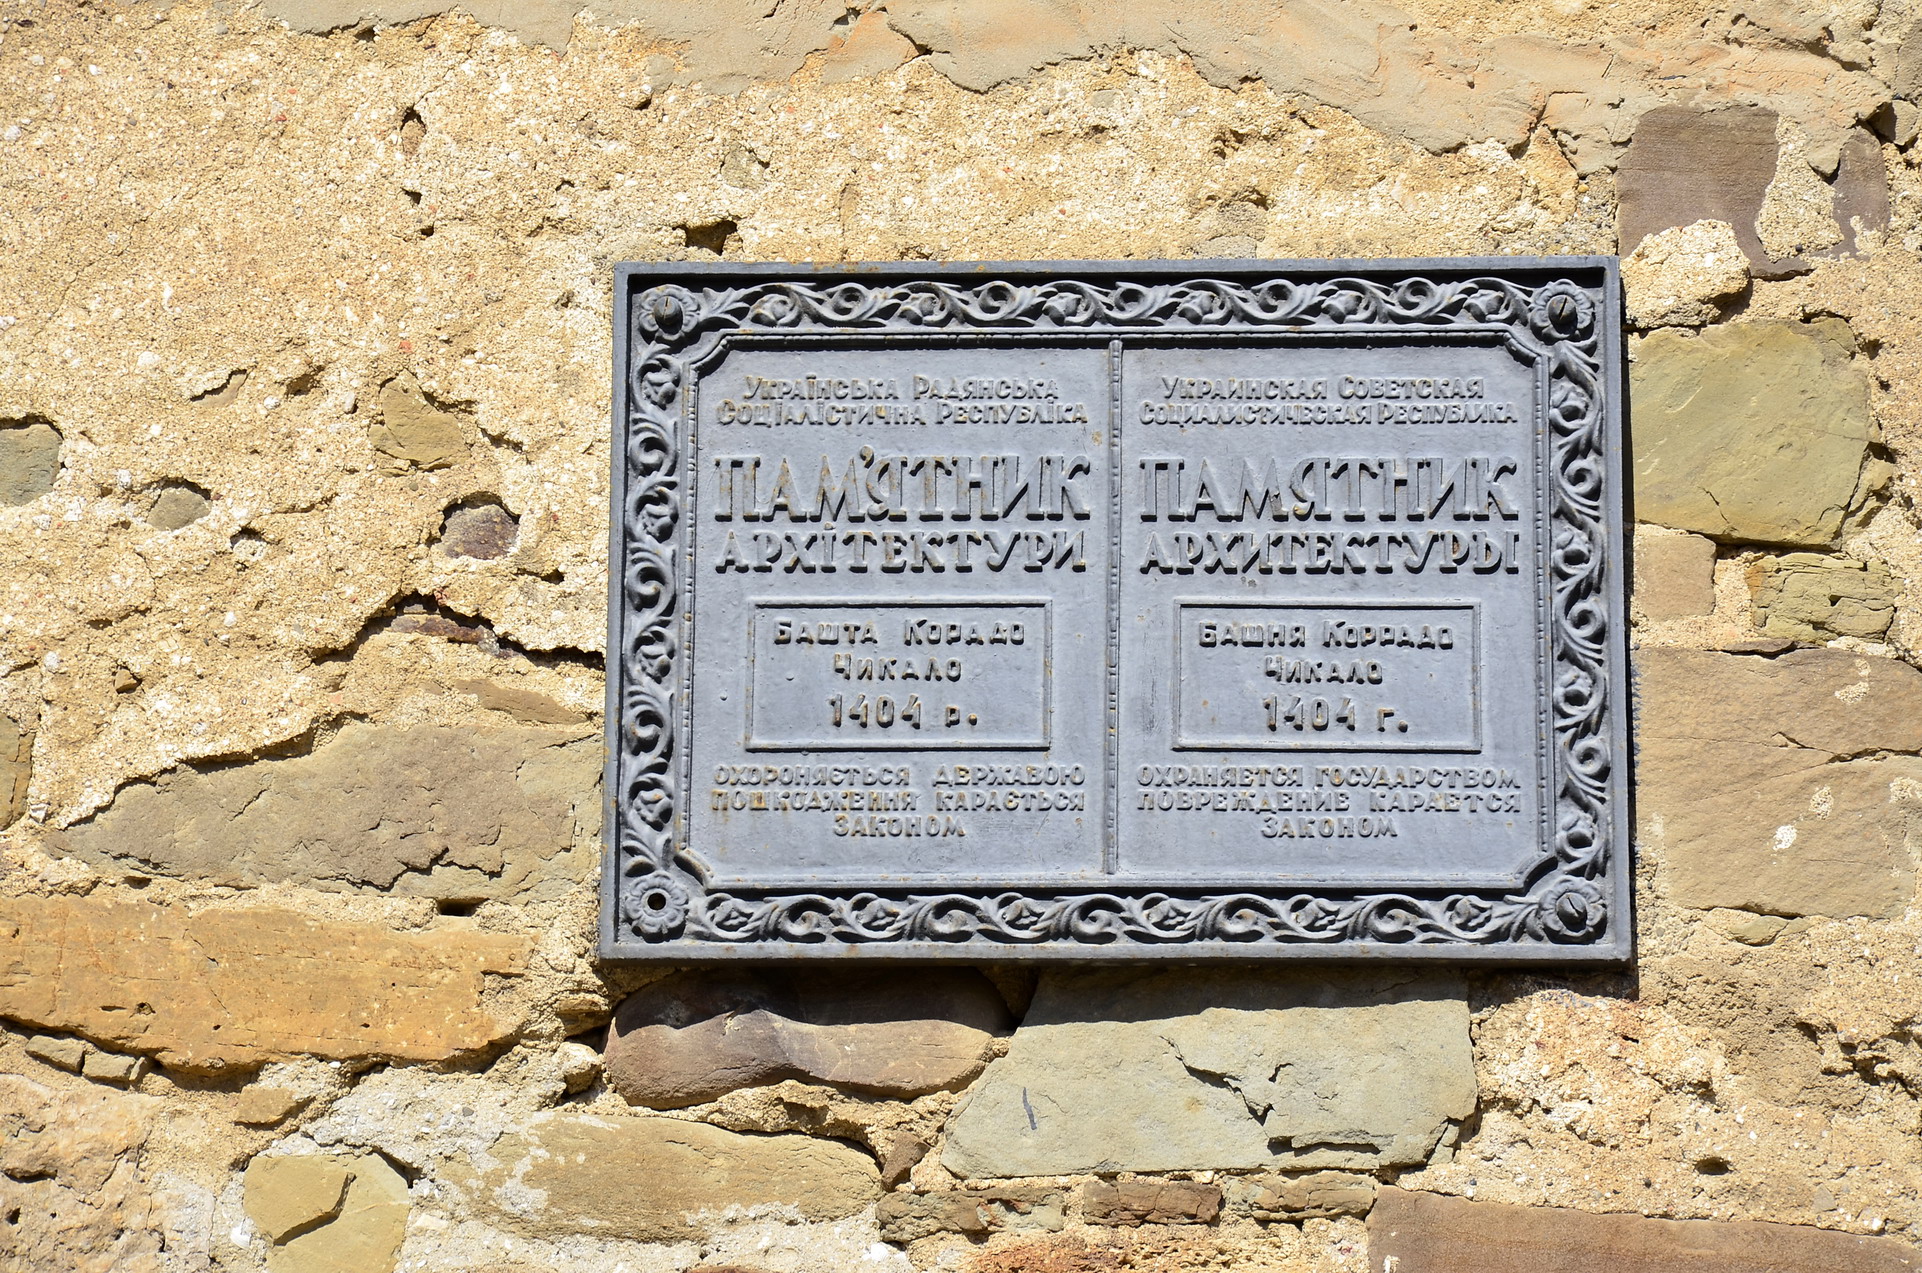 Українська Радянська
Соціалістична Республіка
ПАМ'ЯТНИК
АРХІТЕКТУРИ
Башта Корадо
Чикало
1404 р.
охороняється державою
пошкодження карається
законом
Украинская Советская
Социалистическая Республика
ПАМЯТНИК
АРХИТЕКТУРЫ
Башня Коррадо
Чикало
1404 г.
охраняется государством
повреждение карается
законом